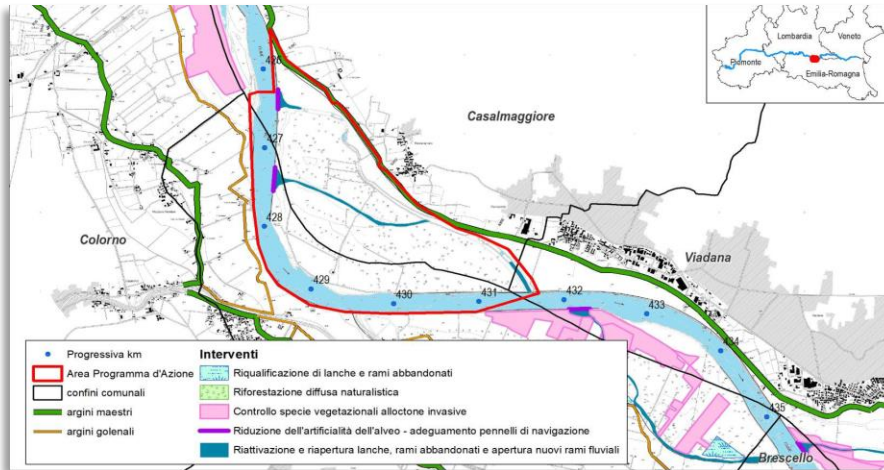 Lombardia
Veneto
Piemonte
Emilia-Romagna
426
Casalmaggiore
427
Colorno
428
Viadana
429
430
431
432
433
434
435
Brescello
Progressiva km
Area Programma d'Azione
confini comunali
argini maestri
argini golenali
Interventi
Riqualificazione di lanche e rami abbandonati
Riforestazione diffusa naturalistica
Controllo specie vegetazionali alloctone invasive
Riduzione dell'artificialità dell'alveo - adeguamento pennelli di navigazione
Riattivazione e riapertura lanche, rami abbandonati e apertura nuovi rami fluviali